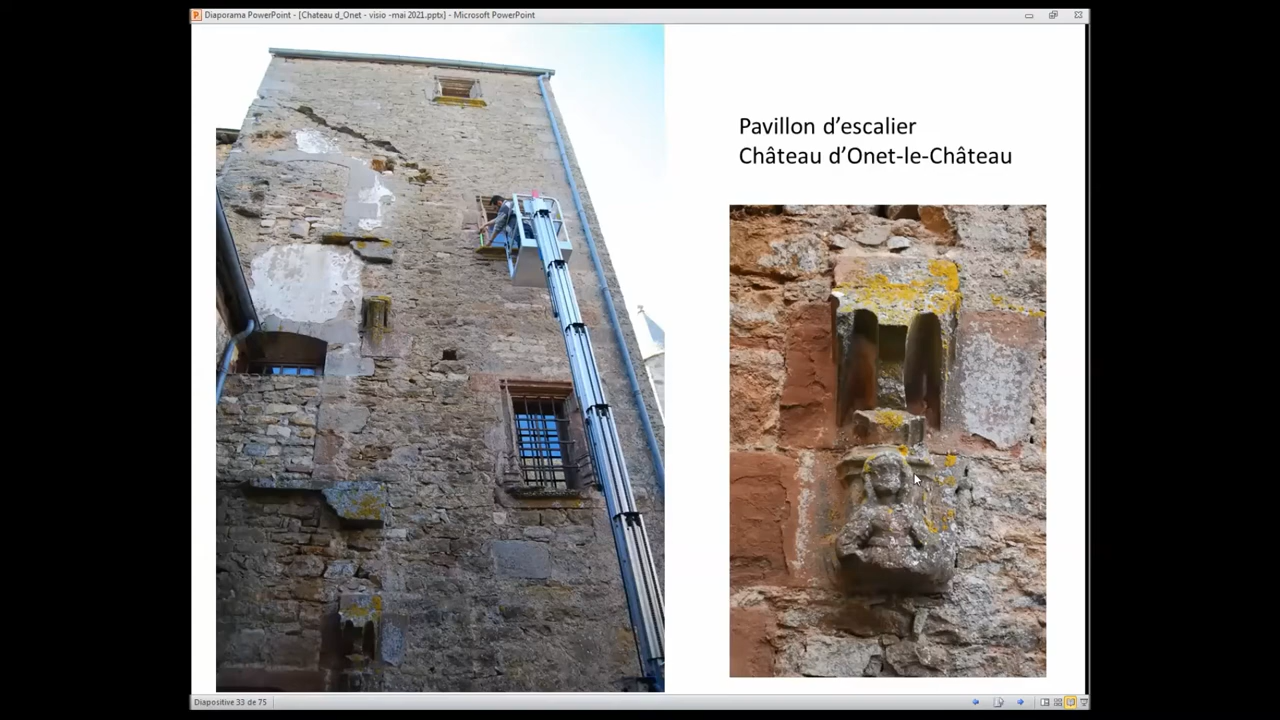 Diaporama PowerPoint - [Chateau d_Onet - visio -mai 2021.pptx] - Microsoft PowerPoint
Pavillon d’escalier
Château d’Onet-le-Château
Diapositive 33 de 75